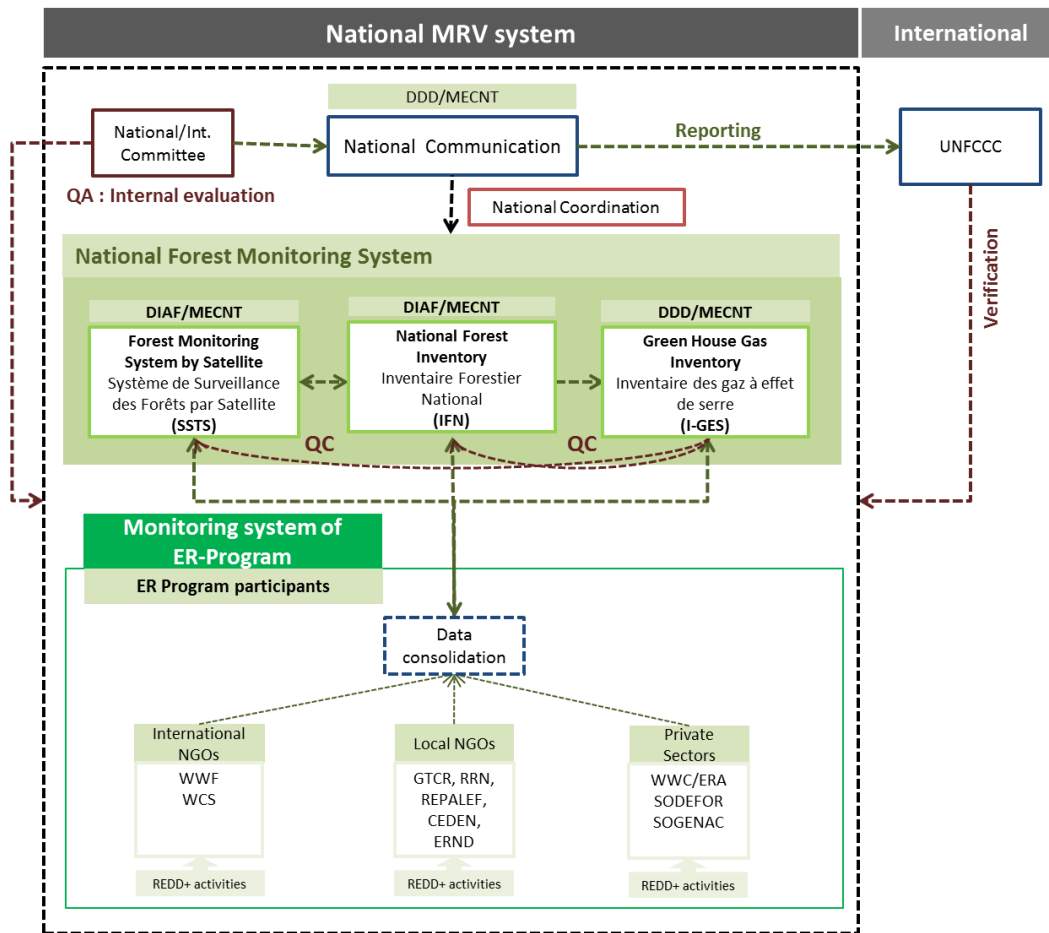 National MRV system
International
DDD/MECNT
National/Int.
Committee
National Communication
Reporting
UNFCCC
QA : Internal evaluation
National Coordination
Verification
National Forest Monitoring System
DIAF/MECNT
Forest Monitoring
System by Satellite
Système de Surveillance
des Forêts par Satellite
(SSTS)
DIAF/MECNT
National Forest
Inventory
Inventaire Forestier
National
(IFN)
DDD/MECNT
Green House Gas
Inventory
Inventaire des gaz à effet
de serre
(I-GES)
QC
QC
Monitoring system of
ER-Program
ER Program participants
Data
consolidation
International
NGOs
WWF
WCS
REDD+ activities
Local NGOs
GTCR, RRN,
REPALEF,
CEDEN,
ERND
REDD+ activities
Private
Sectors
WWC/ERA
SODEFOR
SOGENAC
REDD+ activities